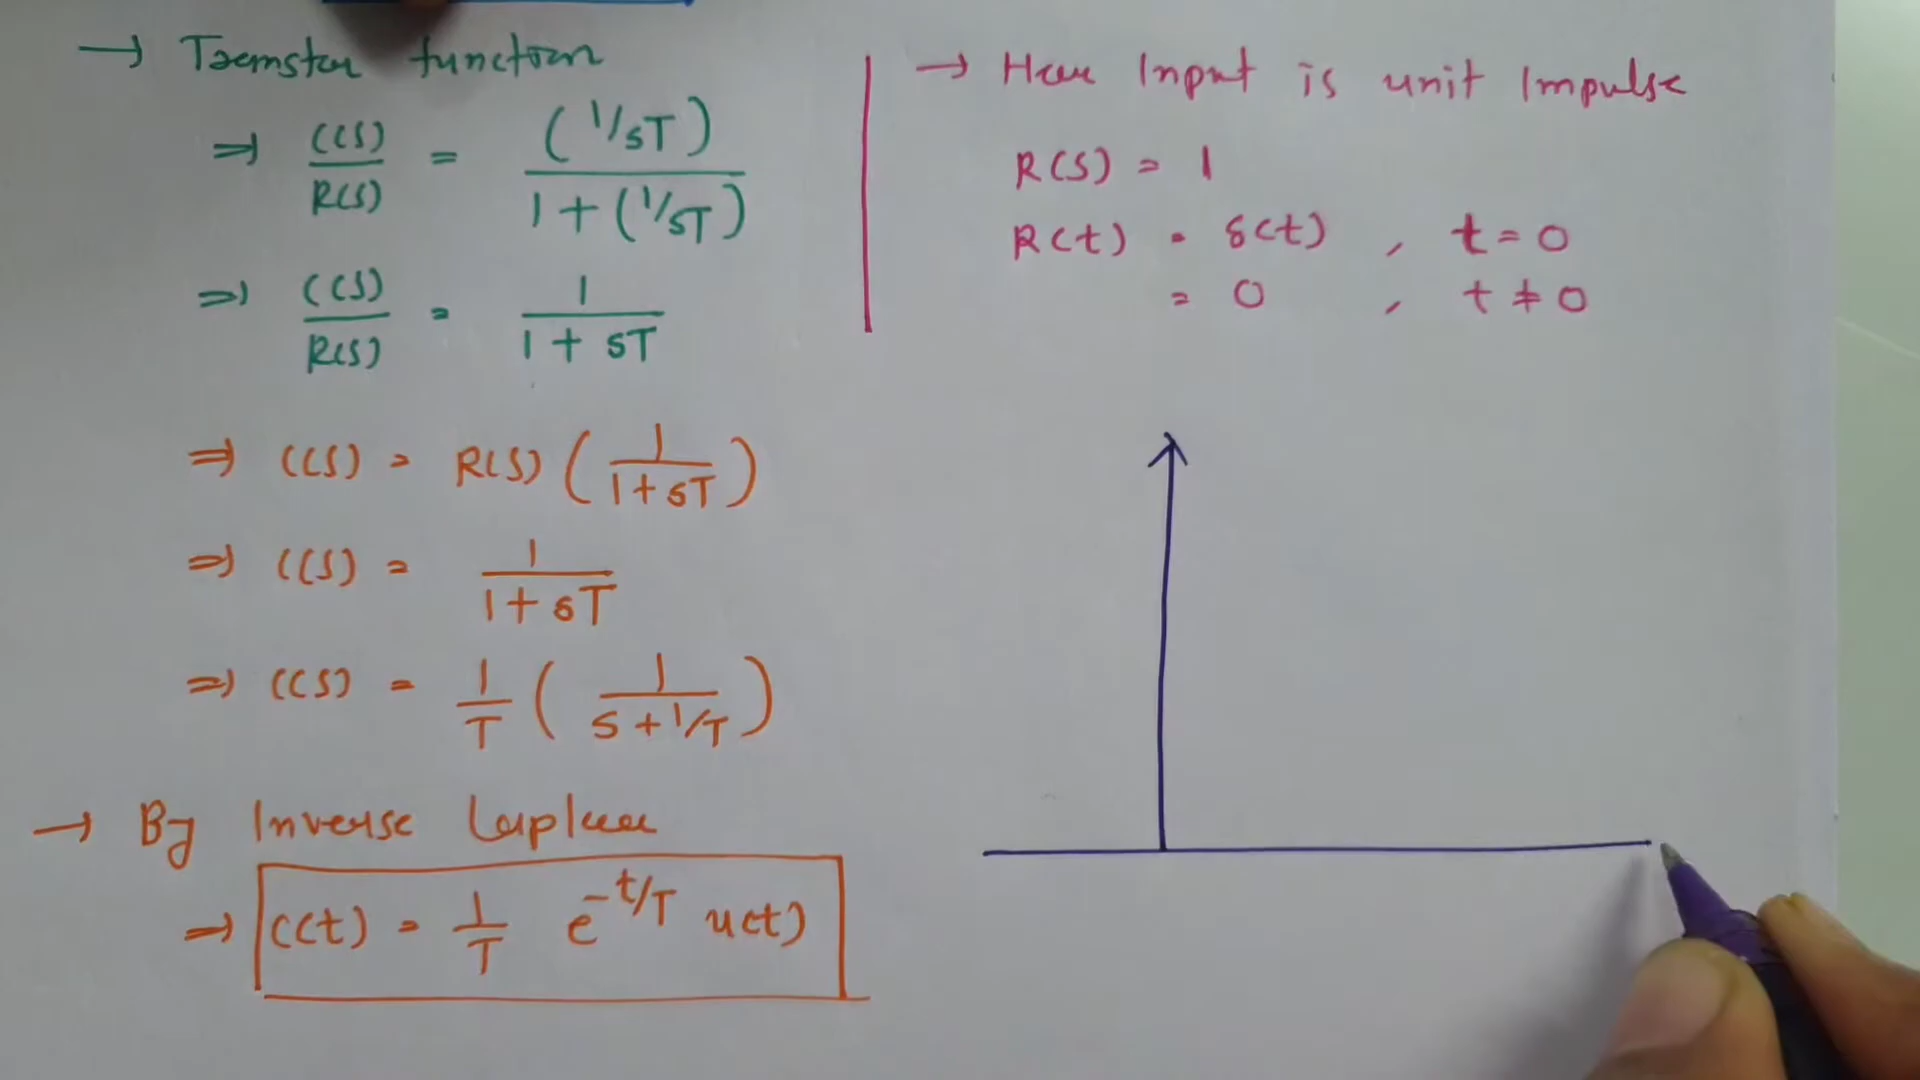 → Transfer function
⇒ C(S)/R(S) = (1/sT) / 1 + (1/sT)
⇒ C(S)/R(S) = 1 / 1 + sT
⇒ C(S) = R(S) (1 / 1 + sT)
⇒ C(S) = 1 / 1 + sT
⇒ C(S) = 1/T (1 / S + 1/T)
→ By Inverse Laplace
⇒ C(t) = 1/T e^-t/T u(t)
→ Here Input is unit Impulse
R(S) = 1
R(t) = δ(t) , t = 0
= 0 , t ≠ 0